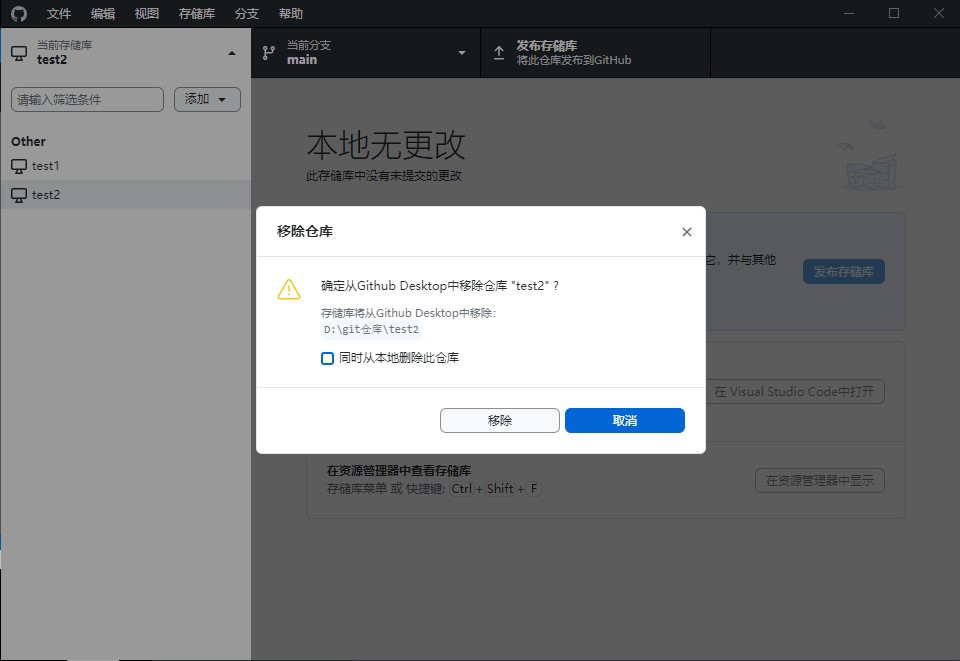 文件 编辑 视图 存储库 分支 帮助
当前存储库
test2
当前分支
main
发布存储库
将此仓库发布到GitHub
请输入筛选条件
添加
Other
test1
test2
本地无更改
此存储库中没有未提交的更改
它，并与其他
发布存储库
移除仓库
确定从Github Desktop中移除仓库 "test2" ?
存储库将从Github Desktop中移除:
D:\git仓库\test2
同时从本地删除此仓库
移除
取消
在 Visual Studio Code中打开
在资源管理器中查看存储库
存储库菜单 或 快捷键: Ctrl + Shift + F
在资源管理器中显示